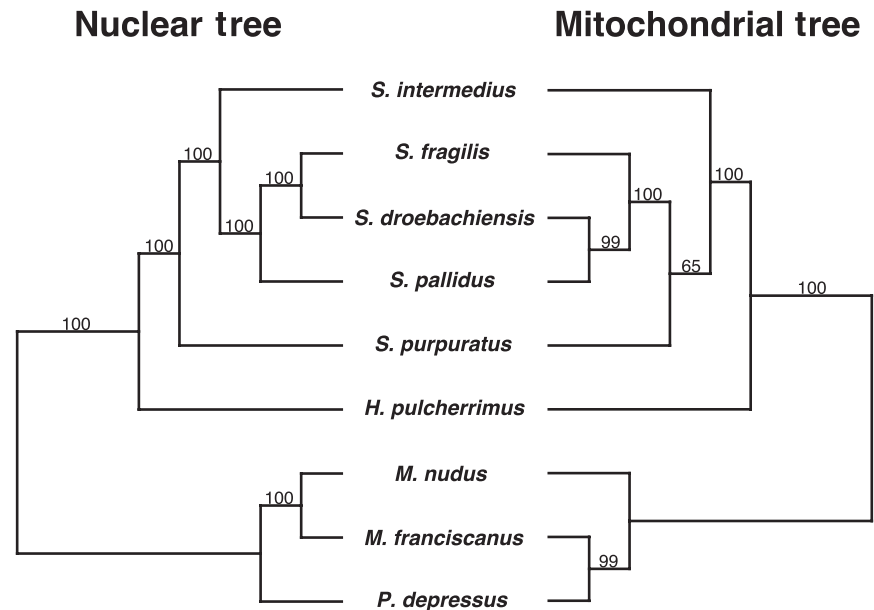 Nuclear tree Mitochondrial tree
S. intermedius
100 S. fragilis
100 100
S. droebachiensis
100 99
100 S. pallidus 65
100 S. purpuratus 100
H. pulcherrimus
M. nudus
100
M. franciscanus
99
P. depressus